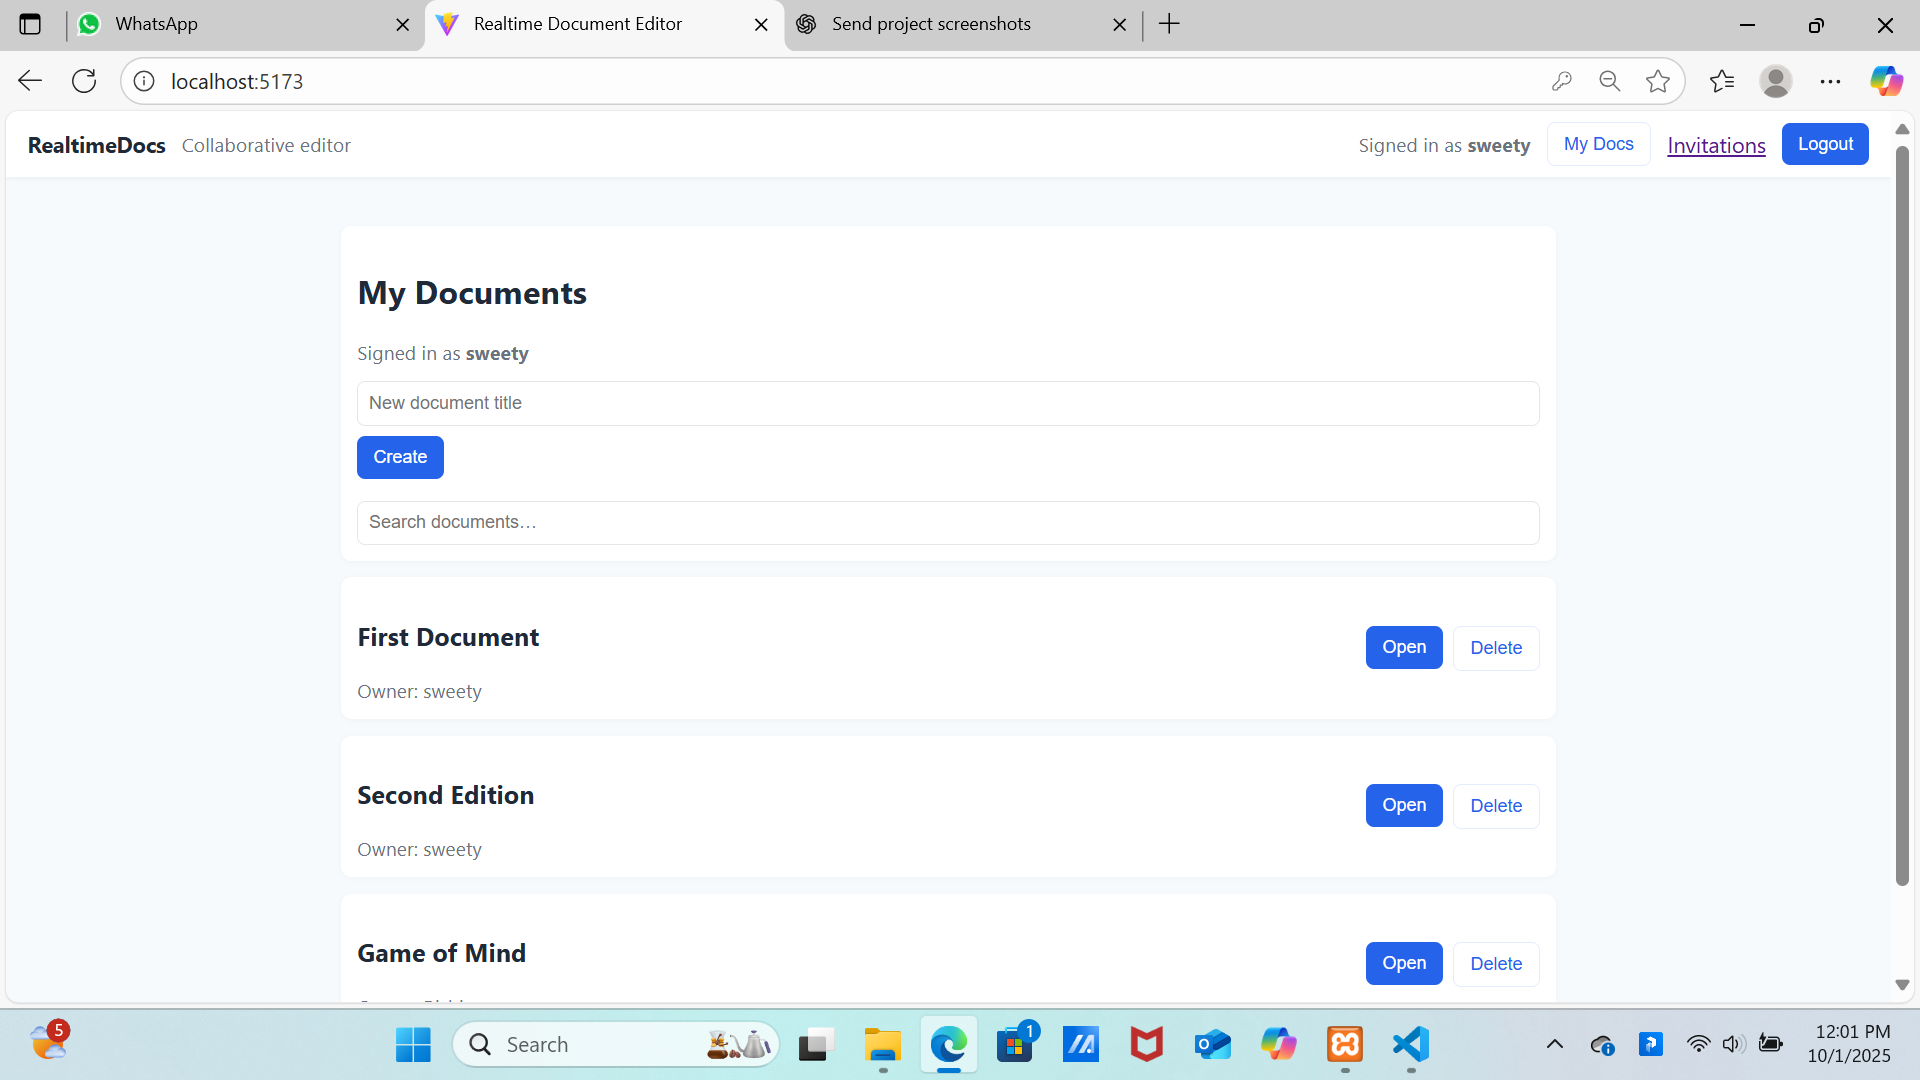 WhatsApp
Realtime Document Editor
Send project screenshots
localhost:5173
RealtimeDocs Collaborative editor
Signed in as sweety My Docs Invitations Logout
My Documents
Signed in as sweety
New document title
Create
Search documents…
First Document
Open Delete
Owner: sweety
Second Edition
Open Delete
Owner: sweety
Game of Mind
Open Delete
5
Search
1
12:01 PM
10/1/2025